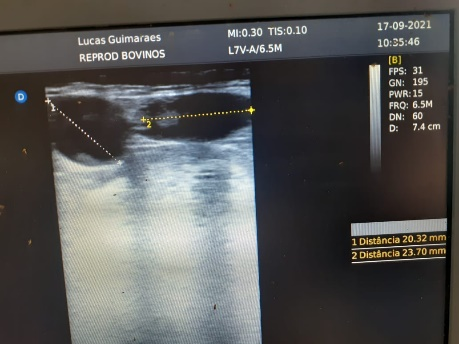 Lucas Guimaraes
REPROD BOVINOS
MI:0.30 TIS:0.10
L7V-A/6.5M
17-09-2021
10:35:46
[B]
FPS: 31
GN: 195
PWR: 15
FRQ: 6.5M
DN: 60
D: 7.4 cm
D
1
2
1 Distância 20.32 mm
2 Distância 23.70 mm